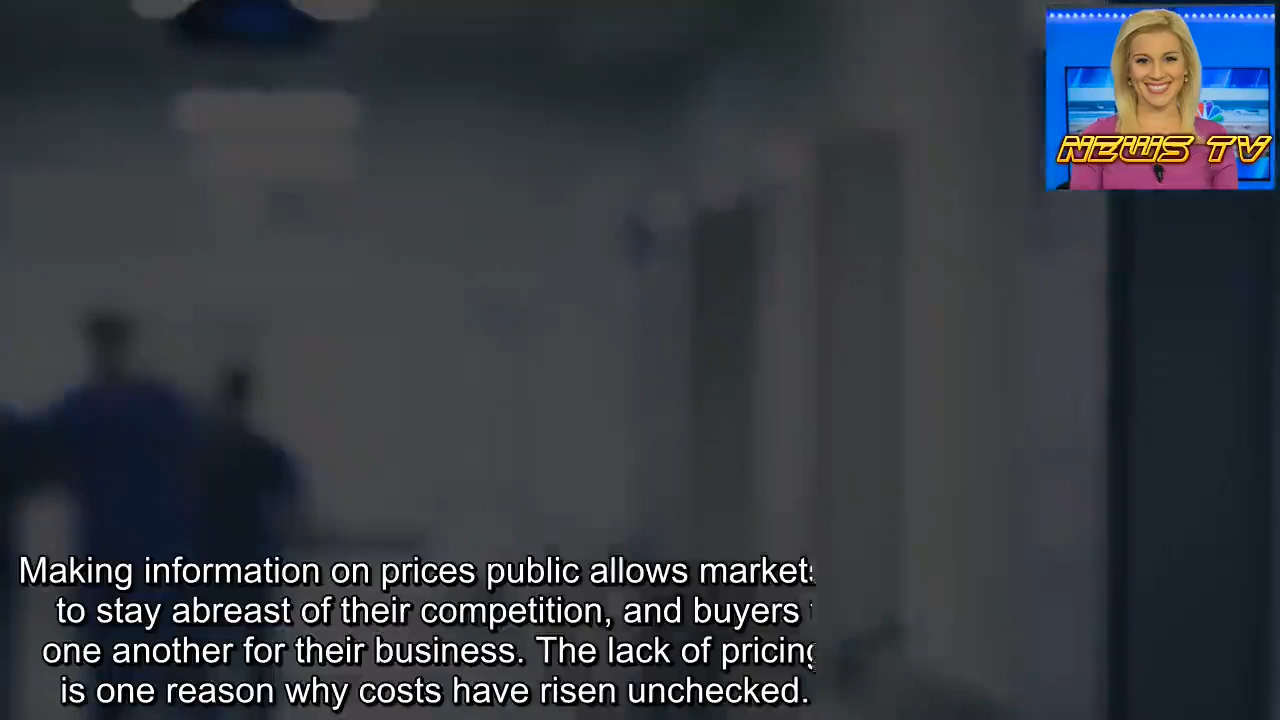 NEWS TV
Making information on prices public allows
to stay abreast of their competition, and buyers
one another for their business. The lack of pricing
is one reason why costs have risen unchecked.